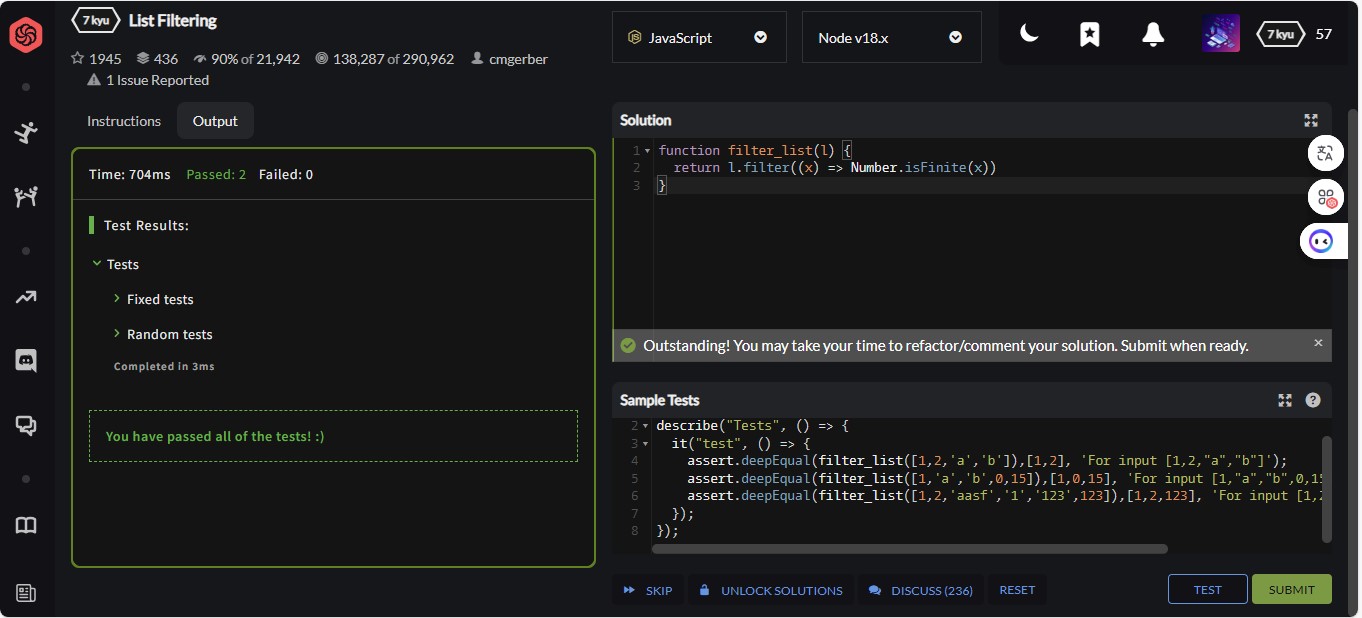 7 kyu List Filtering
1945 436 90% of 21,942 138,287 of 290,962 cmgerber
1 Issue Reported
JavaScript
Node v18.x
7 kyu 57
Instructions Output
Time: 704ms Passed: 2 Failed: 0
Test Results:
Tests
Fixed tests
Random tests
Completed in 3ms
You have passed all of the tests! :)
Solution
1 function filter_list(l) {
2 return l.filter((x) => Number.isFinite(x))
3 }
Outstanding! You may take your time to refactor/comment your solution. Submit when ready. ×
Sample Tests
2 describe("Tests", () => {
3 it("test", () => {
4 assert.deepEqual(filter_list([1,2,'a','b']),[1,2], 'For input [1,2,"a","b"]');
5 assert.deepEqual(filter_list([1,'a','b',0,15]),[1,0,15], 'For input [1,"a","b",0,15
6 assert.deepEqual(filter_list([1,2,'aasf','1','123',123]),[1,2,123], 'For input [1,2
7 });
8 });
SKIP UNLOCK SOLUTIONS DISCUSS (236) RESET TEST SUBMIT